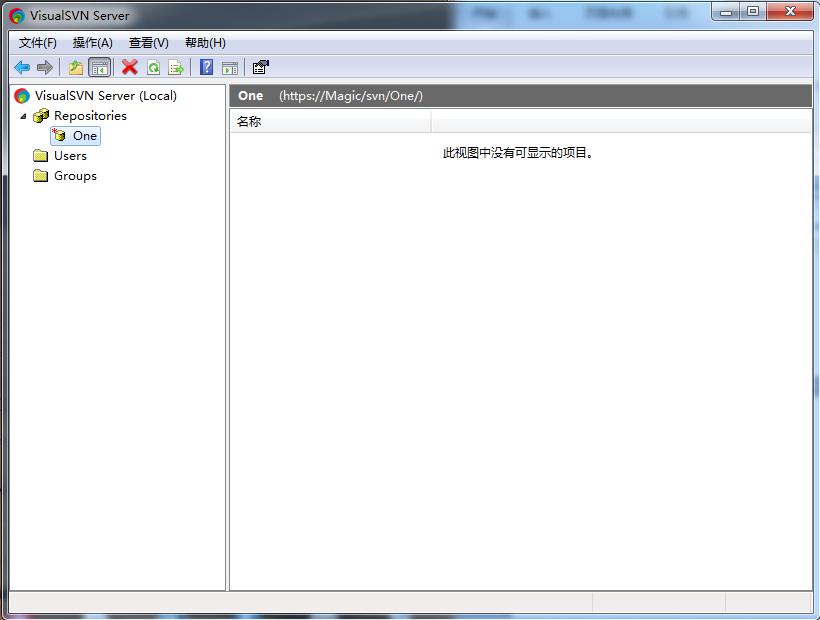 VisualSVN Server
文件(F) 操作(A) 查看(V) 帮助(H)
VisualSVN Server (Local)
Repositories
One
Users
Groups
One (https://Magic/svn/One/)
名称
此视图中没有可显示的项目。